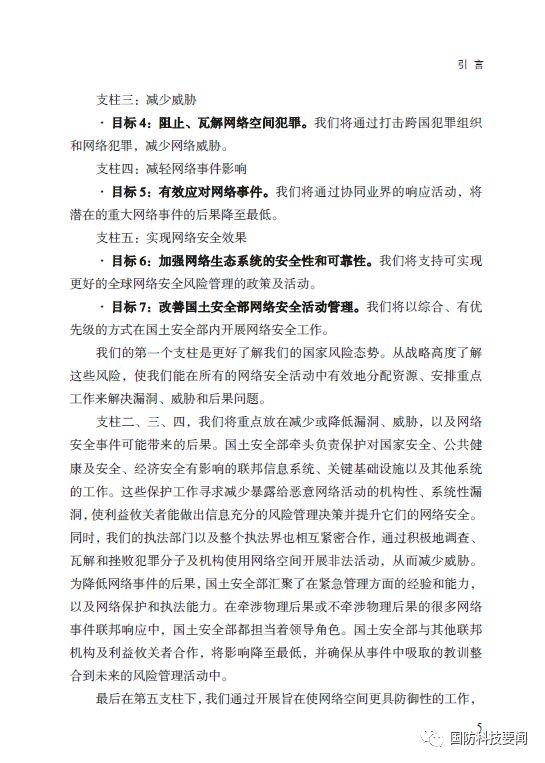 引 言
支柱三：减少威胁
· 目标 4：阻止、瓦解网络空间犯罪。我们将通过打击跨国犯罪组织
和网络犯罪，减少网络威胁。
支柱四：减轻网络事件影响
· 目标 5：有效应对网络事件。我们将通过协同业界的响应活动，将
潜在的重大网络事件的后果降至最低。
支柱五：实现网络安全效果
· 目标 6：加强网络生态系统的安全性和可靠性。我们将支持可实现
更好的全球网络安全风险管理的政策及活动。
· 目标 7：改善国土安全部网络安全活动管理。我们将以综合、有优
先级的方式在国土安全部内开展网络安全工作。
我们的第一个支柱是更好了解我们的国家风险态势。从战略高度了解
这些风险，使我们能在所有的网络安全活动中有效地分配资源、安排重点
工作来解决漏洞、威胁和后果问题。
支柱二、三、四，我们将重点放在减少或降低漏洞、威胁，以及网络
安全事件可能带来的后果。国土安全部牵头负责保护对国家安全、公共健
康及安全、经济安全有影响的联邦信息系统、关键基础设施以及其他系统
的工作。这些保护工作寻求减少暴露给恶意网络活动的机构性、系统性漏
洞，使利益攸关者能做出信息充分的风险管理决策并提升它们的网络安全。
同时，我们的执法部门以及整个执法界也相互紧密合作，通过积极地调查、
瓦解和挫败犯罪分子及机构使用网络空间开展非法活动，从而减少威胁。
为降低网络事件的后果，国土安全部汇聚了在紧急管理方面的经验和能力，
以及网络保护和执法能力。在牵涉物理后果或不牵涉物理后果的很多网络
事件联邦响应中，国土安全部都担当着领导角色。国土安全部与其他联邦
机构及利益攸关者合作，将影响降至最低，并确保从事件中吸取的教训整
合到未来的风险管理活动中。
最后在第五支柱下，我们通过开展旨在使网络空间更具防御性的工作，
5
国防科技要闻